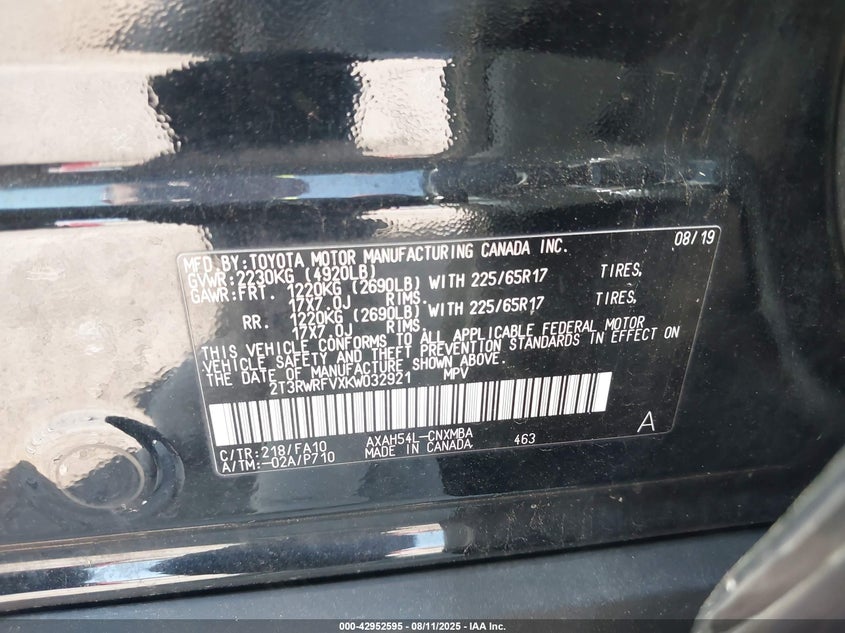 MFD BY:TOYOTA MOTOR MANUFACTURING CANADA INC. 08/19
GVWR:2230KG (4920LB)
GAWR:FRT. 1220KG (2690LB) WITH 225/65R17 TIRES,
17X7.0J RIMS,
RR. 1220KG (2690LB) WITH 225/65R17 TIRES,
17X7.0J RIMS,
THIS VEHICLE CONFORMS TO ALL APPLICABLE FEDERAL MOTOR
VEHICLE SAFETY AND THEFT PREVENTION STANDARDS IN EFFECT ON
THE DATE OF MANUFACTURE SHOWN ABOVE.
2T3RWRFVXKW032921 MPV
A
C/TR:218/FA10 AXAH54L-CNXMBA 463
A/TM:-02A/P710 MADE IN CANADA
000-42952595 - 08/11/2025 - IAA Inc.